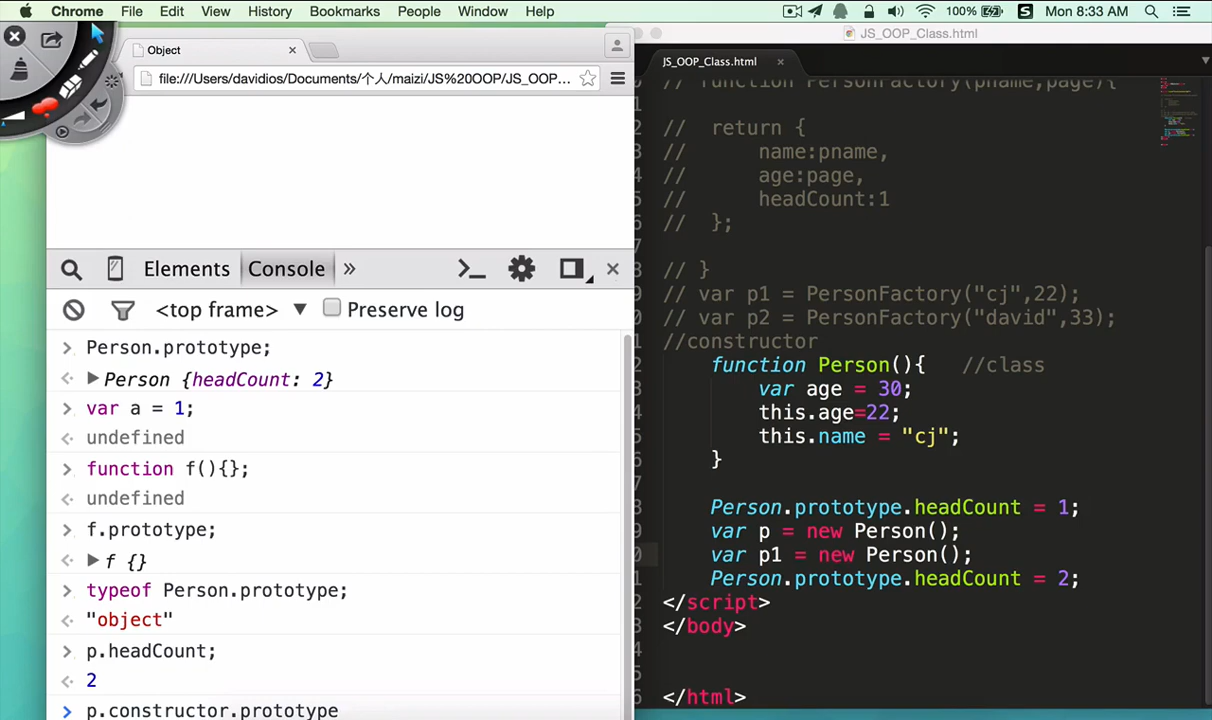 Chrome File Edit View History Bookmarks People Window Help 100% Mon 8:33 AM
Object
file:///Users/davidios/Documents/个人/maizi/JS%20OOP/JS_OOP…
Elements Console »
<top frame> ▼ Preserve log
> Person.prototype;
Person {headCount: 2}
> var a = 1;
undefined
> function f(){};
undefined
> f.prototype;
f {}
> typeof Person.prototype;
"object"
> p.headCount;
2
> p.constructor.prototype
JS_OOP_Class.html
JS_OOP_Class.html
// function PersonFactory(pname,page){
// return {
// name:pname,
// age:page,
// headCount:1
// };
// }
// var p1 = PersonFactory("cj",22);
// var p2 = PersonFactory("david",33);
//constructor
function Person(){ //class
var age = 30;
this.age=22;
this.name = "cj";
}
Person.prototype.headCount = 1;
var p = new Person();
var p1 = new Person();
Person.prototype.headCount = 2;
</script>
</body>
</html>